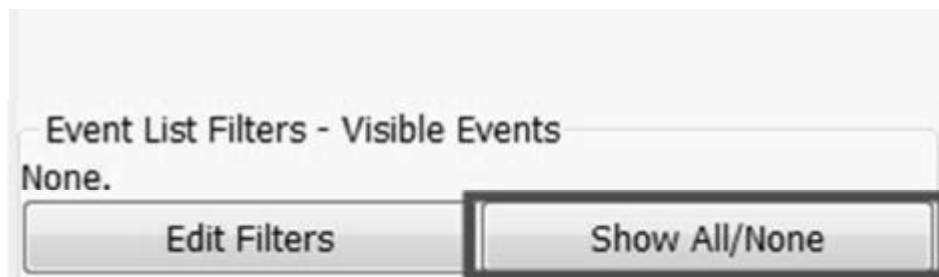 Event List Filters - Visible Events
None.
Edit Filters Show All/None